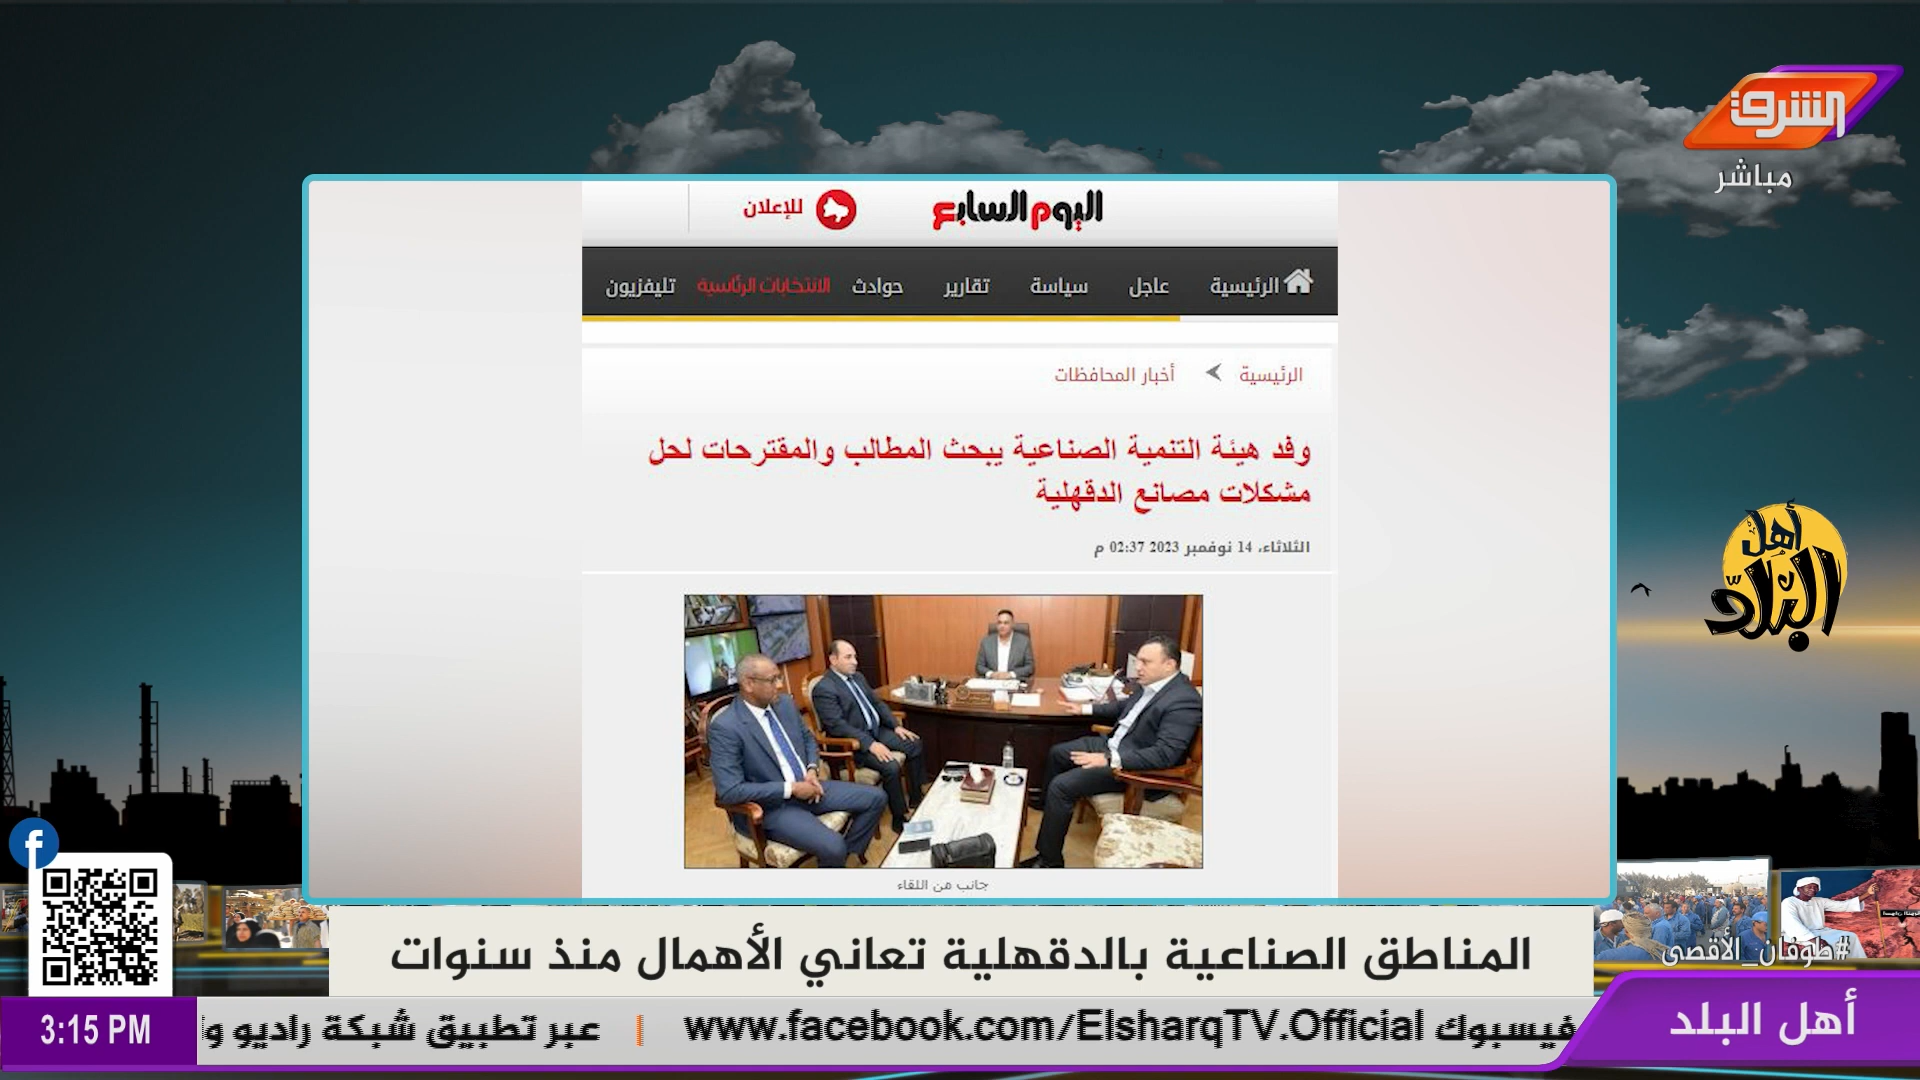 الشرق
مباشر
اليوم السابع
للإعلان
الرئيسية
عاجل
سياسة
تقارير
حوادث
الانتخابات الرئاسية
تليفزيون
الرئيسية
أخبار المحافظات
وفد هيئة التنمية الصناعية يبحث المطالب والمقترحات لحل
مشكلات مصانع الدقهلية
الثلاثاء، 14 نوفمبر 2023 02:37 م
جانب من اللقاء
أهل
البلد
#طوفان_الأقصى
المناطق الصناعية بالدقهلية تعاني الأهمال منذ سنوات
أهل البلد
فيسبوك www.facebook.com/ElsharqTV.Official | عبر تطبيق شبكة راديو
3:15 PM